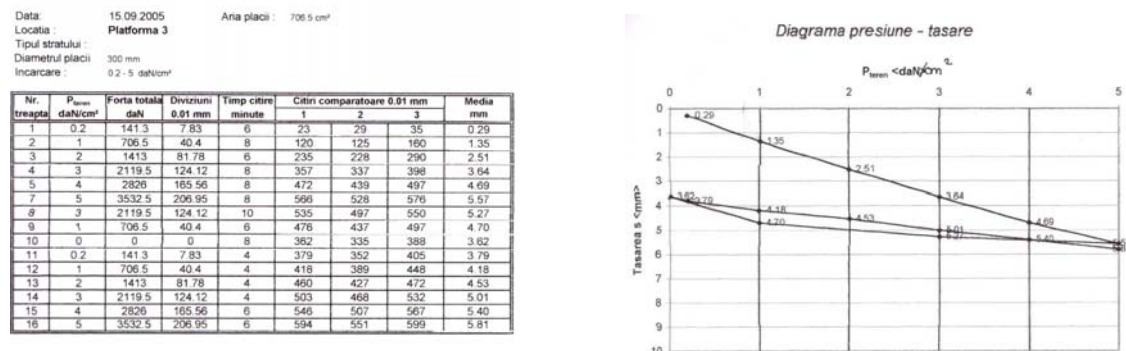 Data: 15.09.2005 Aria placii : 706.5 cm²
Locatia : Platforma 3
Tipul stratului :
Diametrul placii 300 mm
Incarcare : 0.2 - 5 daN/cm²
Nr. treapta P teren daN/cm² Forta totala daN Diviziuni 0.01 mm Timp citire minute Citiri comparatoare 0.01 mm 1 2 3 Media mm
1 0.2 141.3 7.83 6 23 29 35 0.29
2 1 706.5 40.4 8 120 125 160 1.35
3 2 1413 81.78 6 235 228 290 2.51
4 3 2119.5 124.12 8 357 337 398 3.64
5 4 2826 165.56 8 472 439 497 4.69
7 5 3532.5 206.95 8 566 528 576 5.57
8 3 2119.5 124.12 10 535 497 550 5.27
9 1 706.5 40.4 6 476 437 497 4.70
10 0 0 0 8 362 335 388 3.62
11 0.2 141.3 7.83 4 379 352 405 3.79
12 1 706.5 40.4 4 418 389 448 4.18
13 2 1413 81.78 4 460 427 472 4.53
14 3 2119.5 124.12 4 503 468 532 5.01
15 4 2826 165.56 6 546 507 567 5.40
16 5 3532.5 206.95 6 594 551 599 5.81
Diagrama presiune - tasare
P teren <daN/cm²
0 1 2 3 4 5
Tasarea s <mm>
0
1
2
3
4
5
6
7
8
9
10
0.29
1.35
2.51
3.64
4.69
3.62
3.79
4.18
4.53
4.70
5.01
5.27
5.40